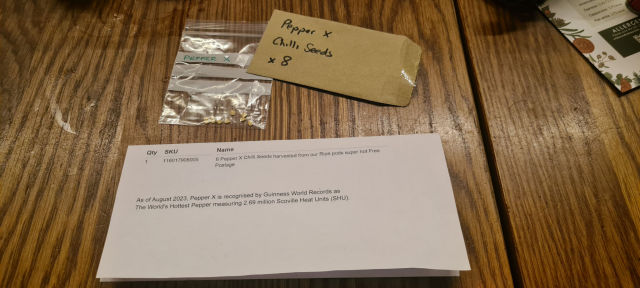 Pepper X
Chilli Seeds
x 8
PEPPER X
Qty SKU Name
1 6 Pepper X Chilli Seeds harvested from our Ripe pods super hot Free
Postage
As of August 2023, Pepper X is recognised by Guinness World Records as
The World's Hottest Pepper measuring 2.69 million Scoville Heat Units (SHU).